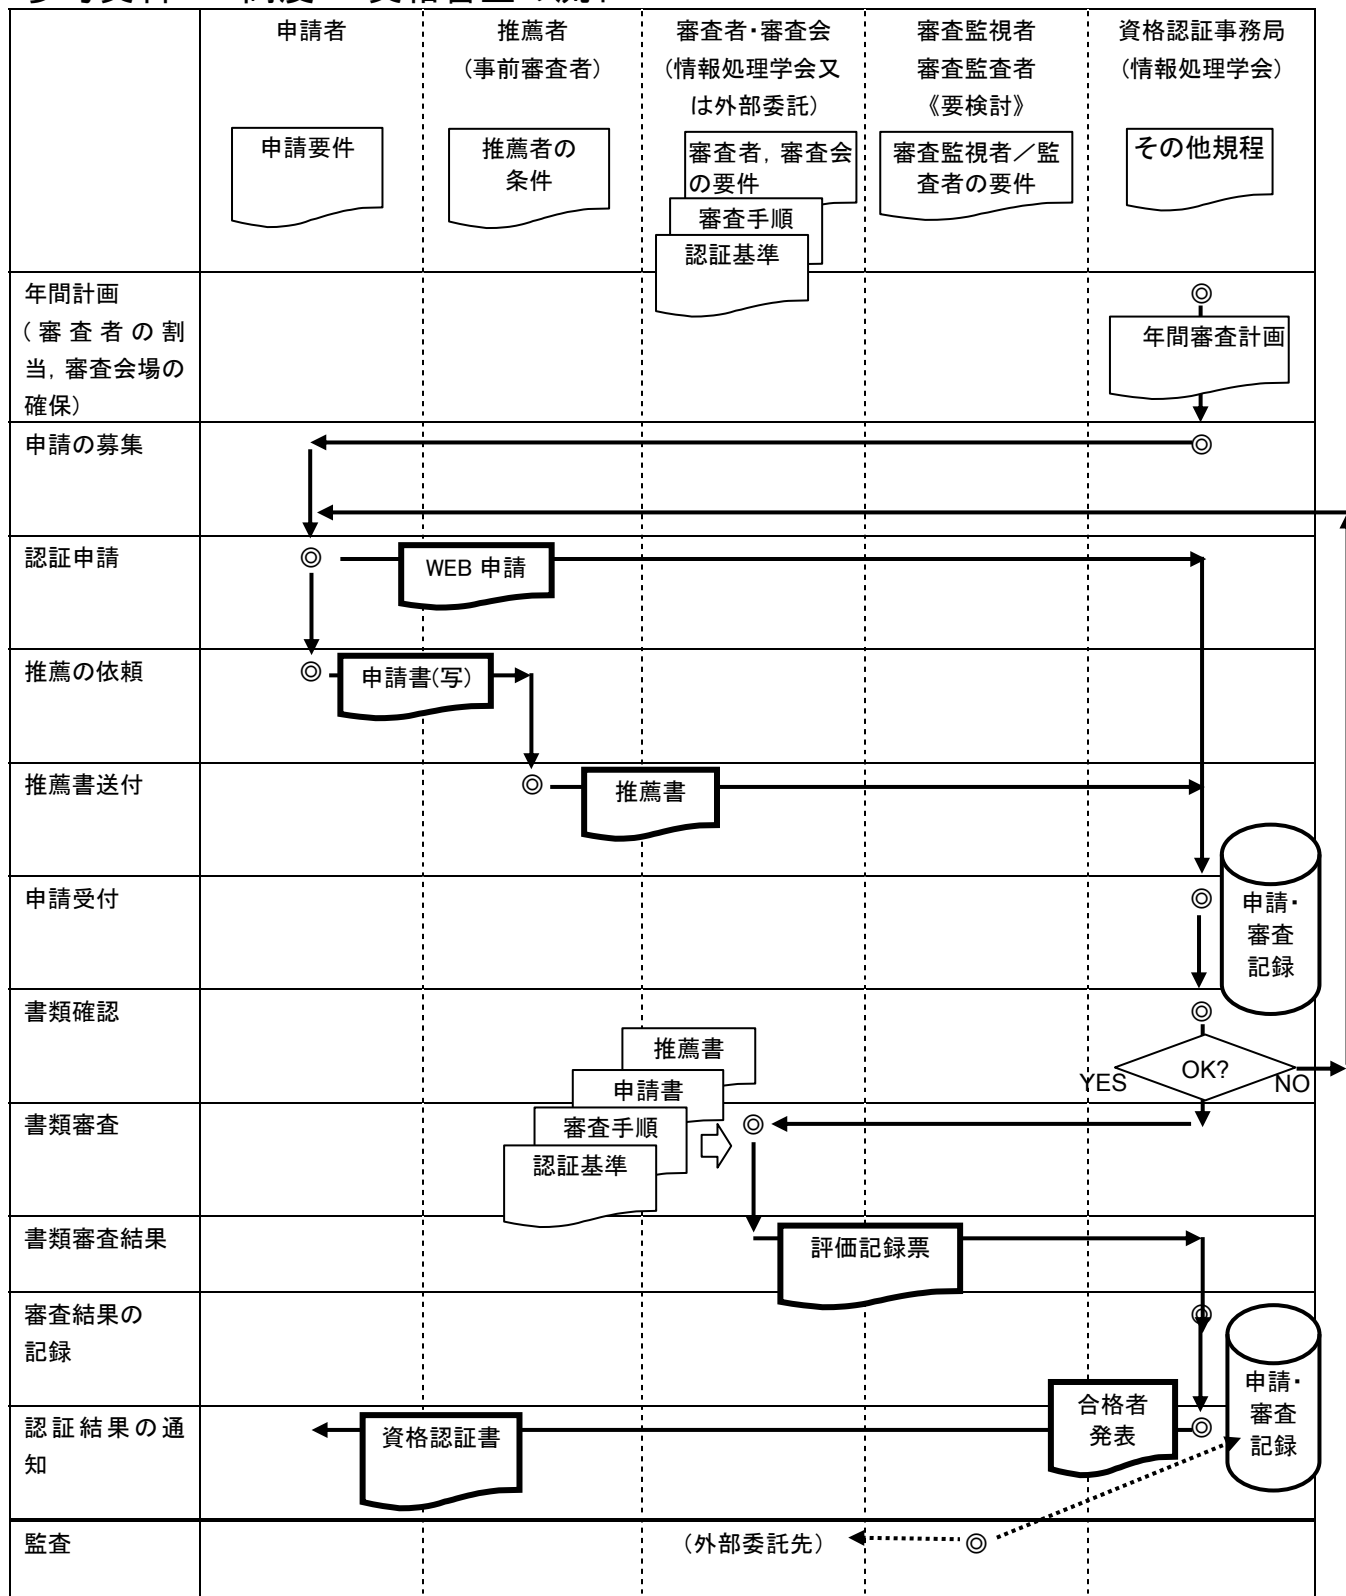 申請者
推薦者
(事前審査者)
審査者・審査会
(情報処理学会又
は外部委託)
審査監視者
審査監査者
《要検討》
資格認証事務局
(情報処理学会)
申請要件
推薦者の
条件
審査者,審査会
の要件
審査手順
認証基準
審査監視者/監
査者の要件
その他規程
年間計画
(審査者の割
当,審査会場の
確保)
◎
年間審査計画
申請の募集
◎
認証申請
◎
WEB 申請
推薦の依頼
◎
申請書(写)
推薦書送付
◎
推薦書
申請受付
◎
申請・
審査
記録
書類確認
◎
OK?
YES
NO
推薦書
申請書
審査手順
認証基準
書類審査
◎
書類審査結果
評価記録票
審査結果の
記録
◎
申請・
審査
記録
認証結果の通
知
資格認証書
合格者
発表
◎
監査
(外部委託先)
◎